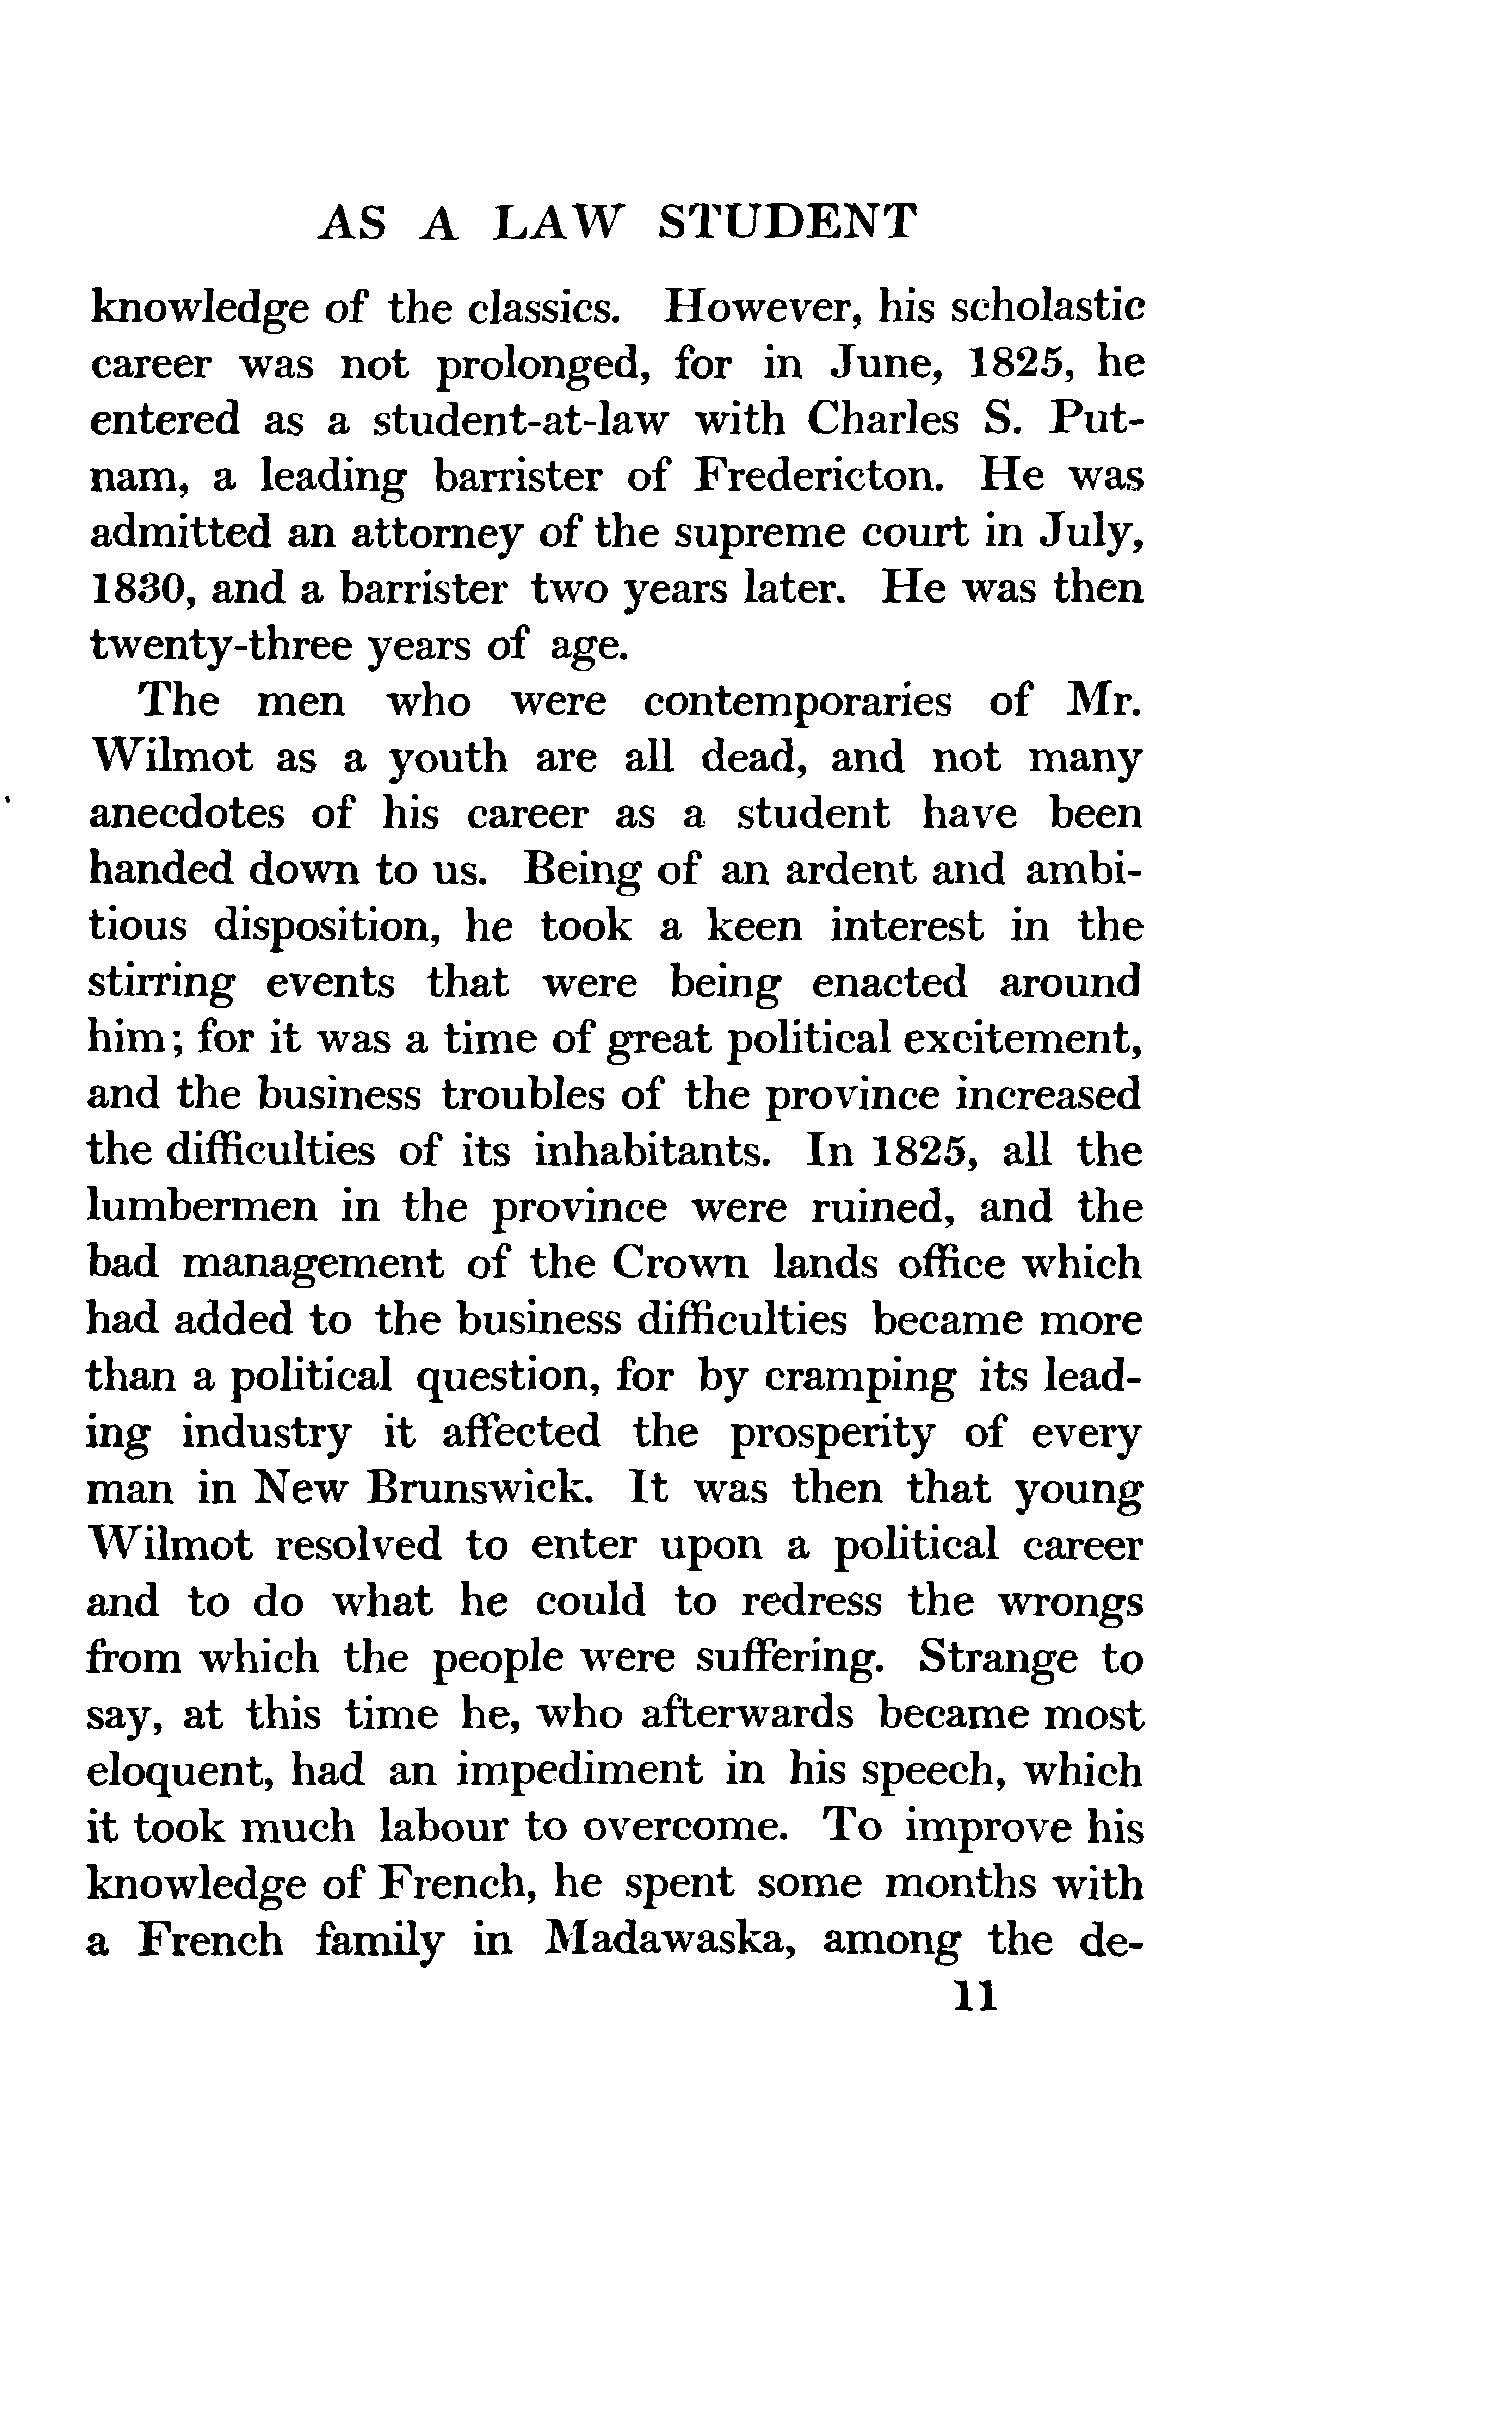 AS A LAW STUDENT
knowledge of the classics. However, his scholastic
career was not prolonged, for in June, 1825, he
entered as a student-at-law with Charles S. Put-
nam, a leading barrister of Fredericton. He was
admitted an attorney of the supreme court in July,
1830, and a barrister two years later. He was then
twenty-three years of age.
The men who were contemporaries of Mr.
Wilmot as a youth are all dead, and not many
anecdotes of his career as a student have been
handed down to us. Being of an ardent and ambi-
tious disposition, he took a keen interest in the
stirring events that were being enacted around
him; for it was a time of great political excitement,
and the business troubles of the province increased
the difficulties of its inhabitants. In 1825, all the
lumbermen in the province were ruined, and the
bad management of the Crown lands office which
had added to the business difficulties became more
than a political question, for by cramping its lead-
ing industry it affected the prosperity of every
man in New Brunswick. It was then that young
Wilmot resolved to enter upon a political career
and to do what he could to redress the wrongs
from which the people were suffering. Strange to
say, at this time he, who afterwards became most
eloquent, had an impediment in his speech, which
it took much labour to overcome. To improve his
knowledge of French, he spent some months with
a French family in Madawaska, among the de-
11